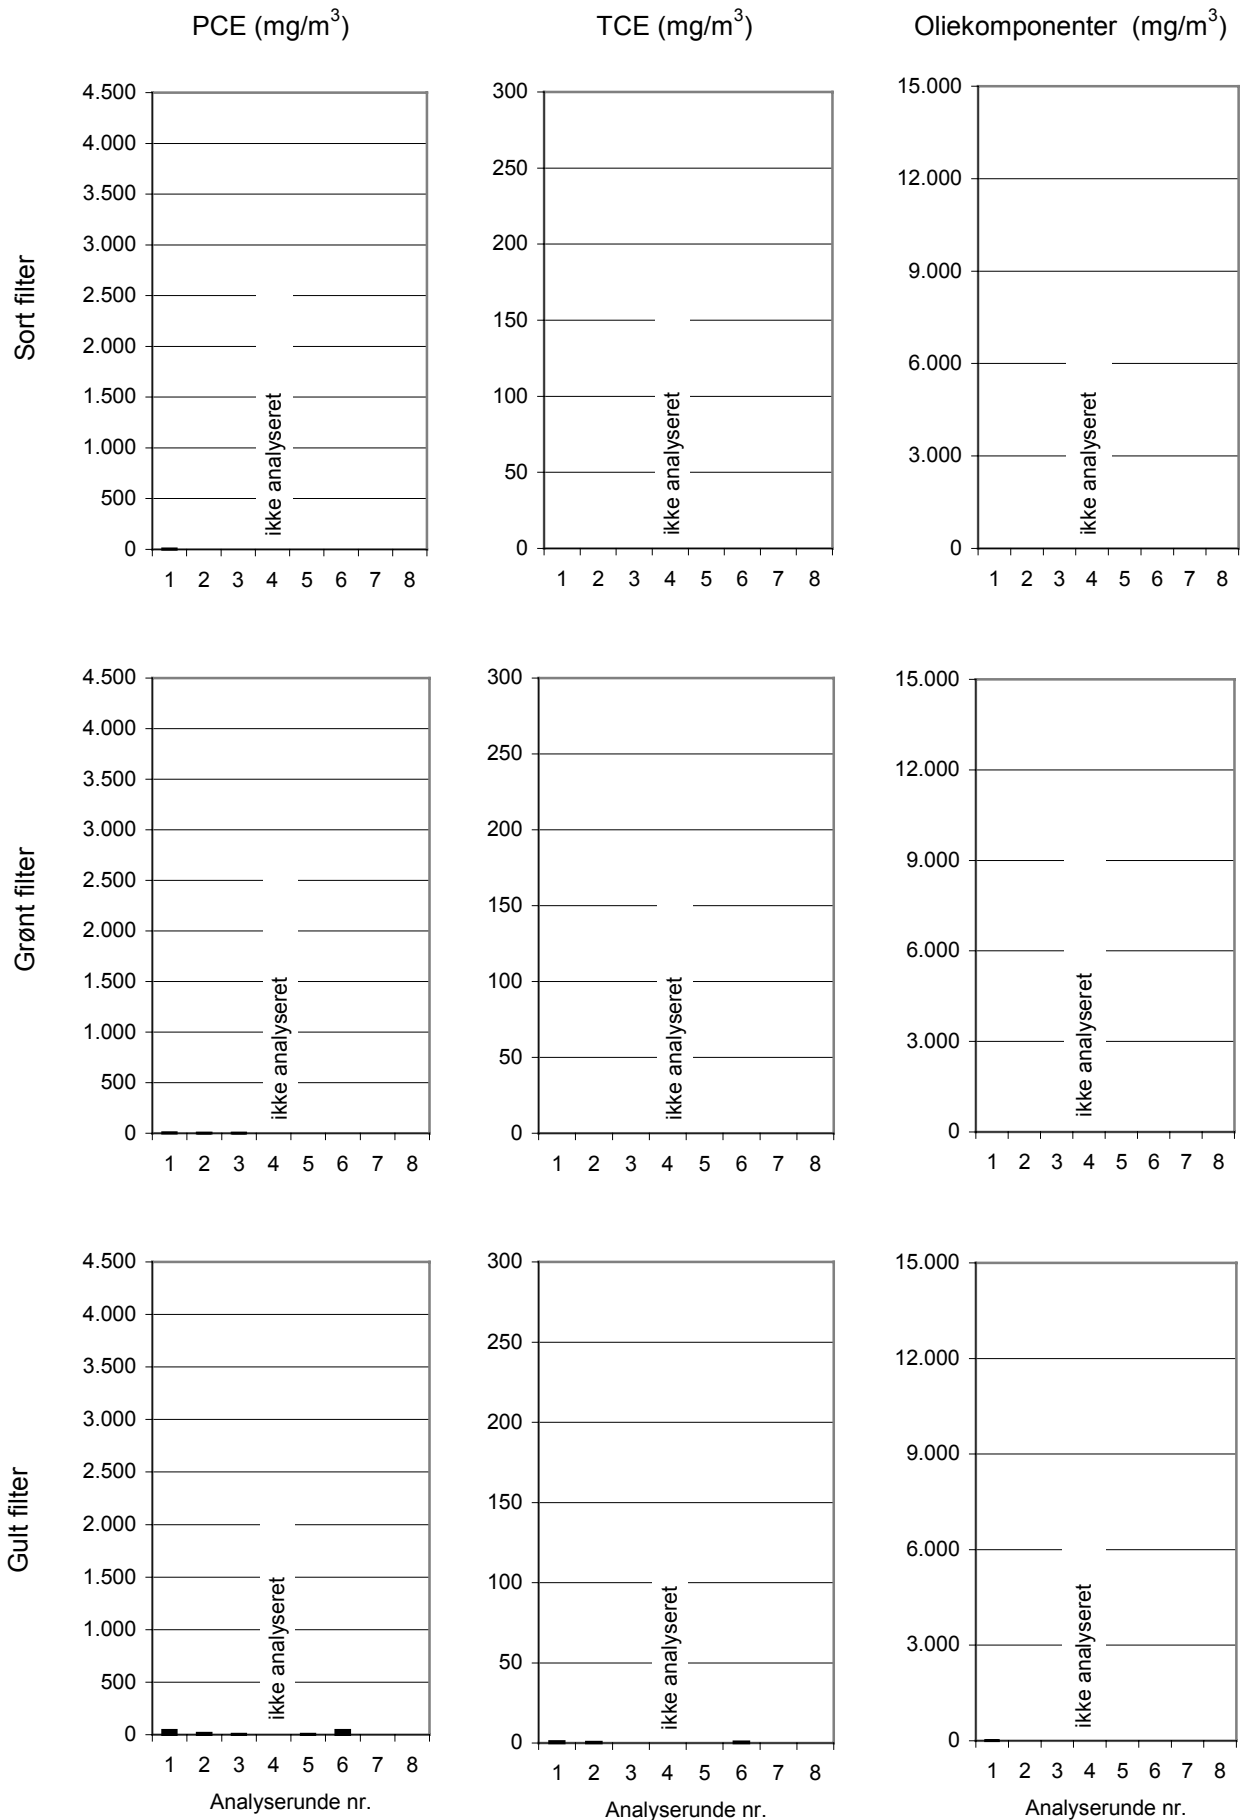 PCE (mg/m³)
TCE (mg/m³)
Oliekomponenter (mg/m³)
Sort filter
4.500
4.000
3.500
3.000
2.500
2.000
1.500
1.000
500
0
ikke analyseret
1 2 3 4 5 6 7 8
300
250
200
150
100
50
0
ikke analyseret
1 2 3 4 5 6 7 8
15.000
12.000
9.000
6.000
3.000
0
ikke analyseret
1 2 3 4 5 6 7 8
Grønt filter
4.500
4.000
3.500
3.000
2.500
2.000
1.500
1.000
500
0
ikke analyseret
1 2 3 4 5 6 7 8
300
250
200
150
100
50
0
ikke analyseret
1 2 3 4 5 6 7 8
15.000
12.000
9.000
6.000
3.000
0
ikke analyseret
1 2 3 4 5 6 7 8
Gult filter
4.500
4.000
3.500
3.000
2.500
2.000
1.500
1.000
500
0
ikke analyseret
1 2 3 4 5 6 7 8
Analyserunde nr.
300
250
200
150
100
50
0
ikke analyseret
1 2 3 4 5 6 7 8
Analyserunde nr.
15.000
12.000
9.000
6.000
3.000
0
ikke analyseret
1 2 3 4 5 6 7 8
Analyserunde nr.